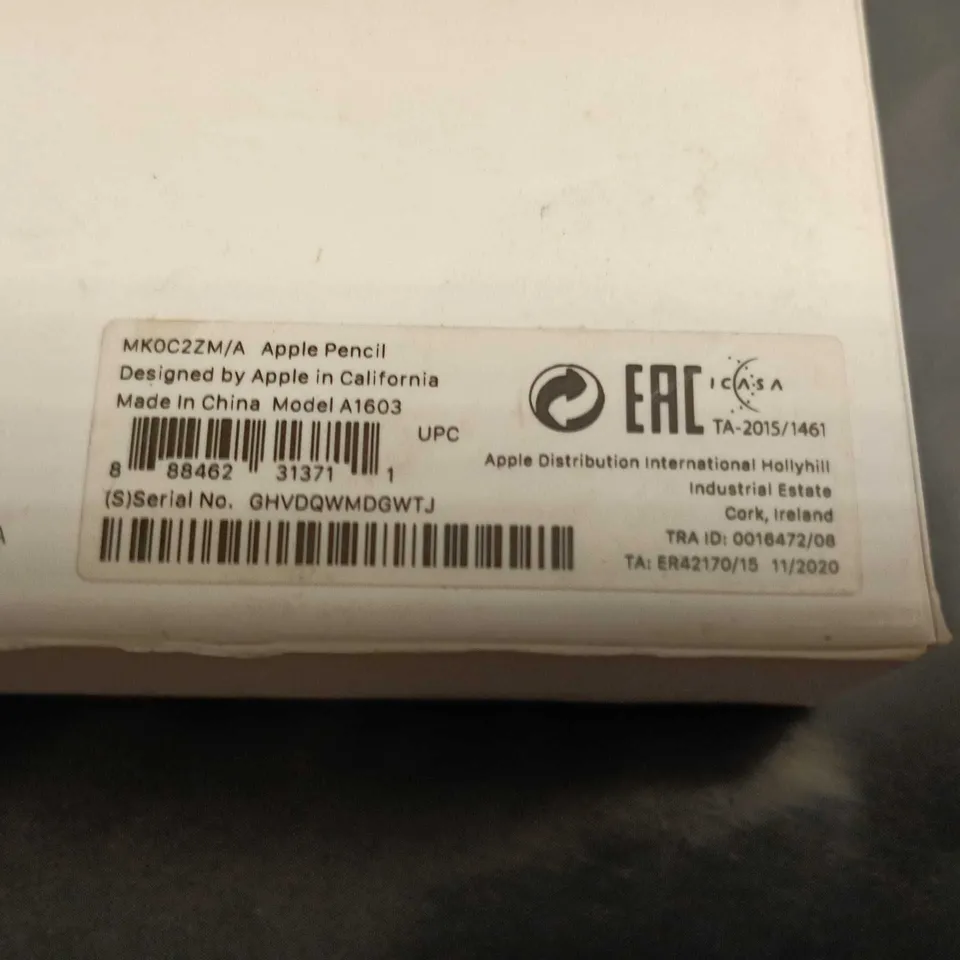 MK0C2ZM/A Apple Pencil
Designed by Apple in California
Made In China Model A1603
UPC
8 88462 31371 1
(S)Serial No. GHVDQWMDGWTJ
EAC
ICASA
TA-2015/1461
Apple Distribution International Hollyhill
Industrial Estate
Cork, Ireland
TRA ID: 0016472/08
TA: ER42170/15 11/2020
A